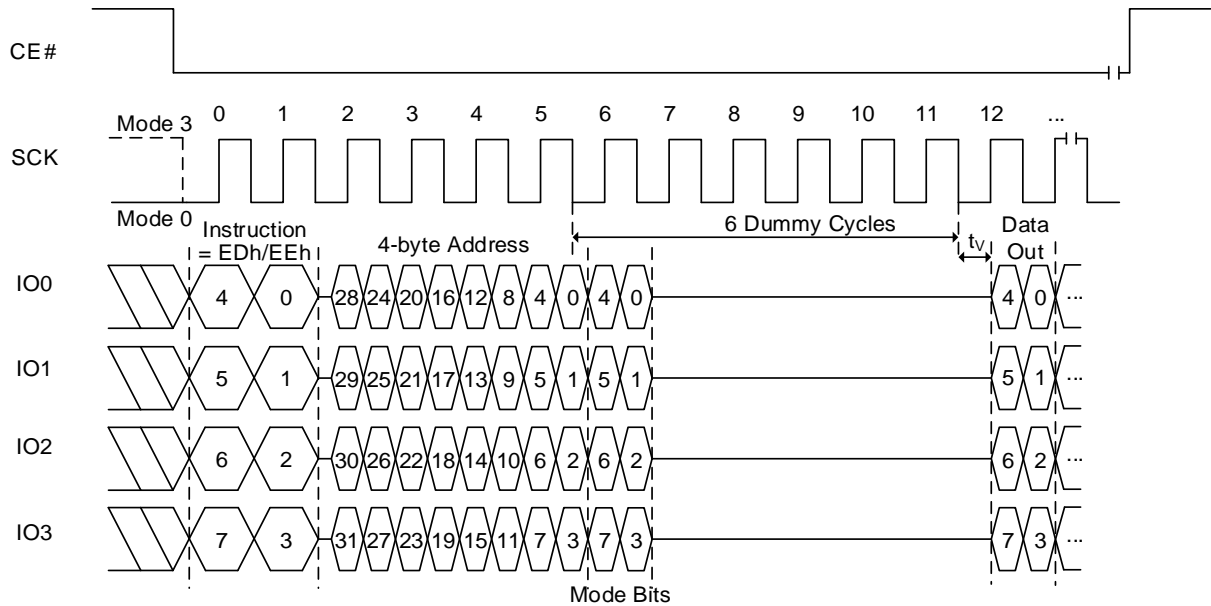 CE#
0 1 2 3 4 5 6 7 8 9 10 11 12 ...
Mode 3
SCK
Mode 0
Instruction
= EDh/EEh
4-byte Address
6 Dummy Cycles
tV
Data
Out
IO0
4 0 28 24 20 16 12 8 4 0 4 0 4 0 ...
IO1
5 1 29 25 21 17 13 9 5 1 5 1 5 1 ...
IO2
6 2 30 26 22 18 14 10 6 2 6 2 6 2 ...
IO3
7 3 31 27 23 19 15 11 7 3 7 3 7 3 ...
Mode Bits